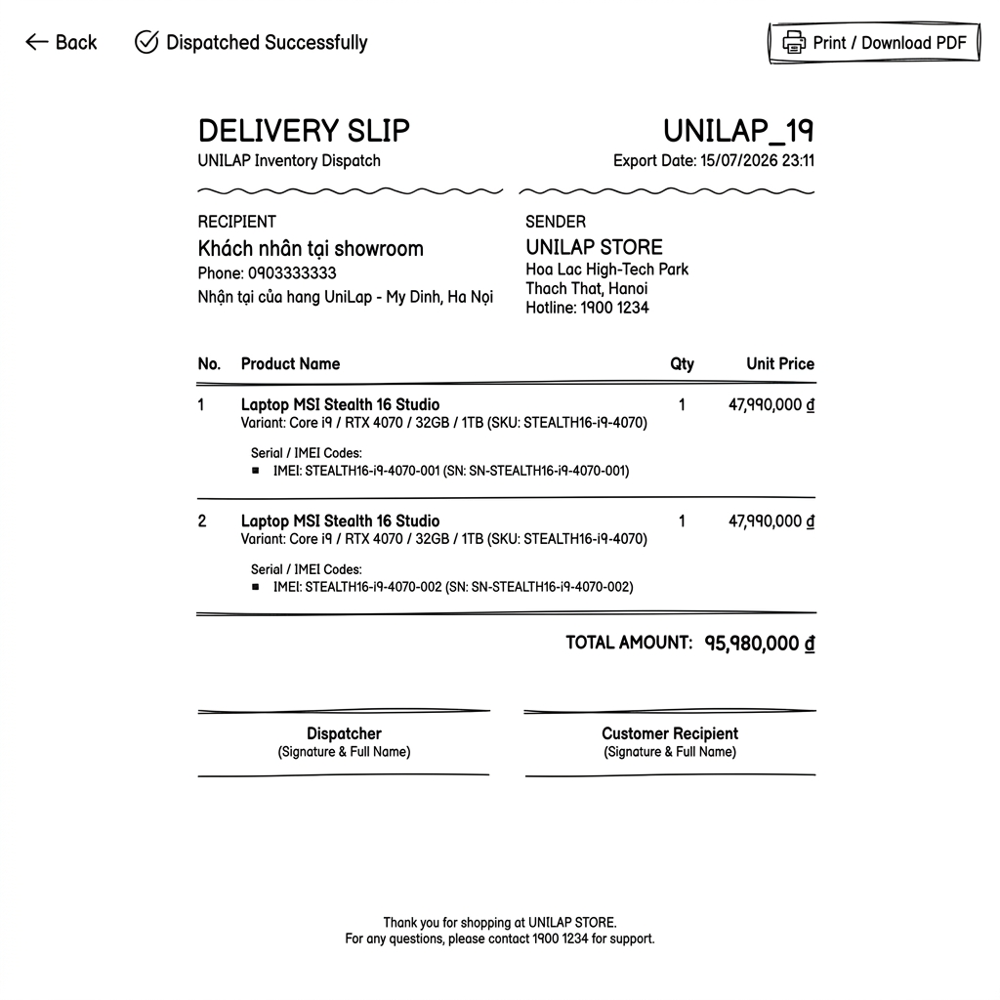 Back
Dispatched Successfully
Print / Download PDF
DELIVERY SLIP
UNILAP Inventory Dispatch
UNILAP_19
Export Date: 15/07/2026 23:11
RECIPIENT
Khách nhân tại showroom
Phone: 0903333333
Nhận tại của hang UniLap - My Dinh, Ha Nọi
SENDER
UNILAP STORE
Hoa Lac High-Tech Park
Thach That, Hanoi
Hotline: 1900 1234
No. Product Name Qty Unit Price
1 Laptop MSI Stealth 16 Studio 1 47,990,000 ₫
Variant: Core i9 / RTX 4070 / 32GB / 1TB (SKU: STEALTH16-i9-4070)
Serial / IMEI Codes:
▪ IMEI: STEALTH16-i9-4070-001 (SN: SN-STEALTH16-i9-4070-001)
2 Laptop MSI Stealth 16 Studio 1 47,990,000 ₫
Variant: Core i9 / RTX 4070 / 32GB / 1TB (SKU: STEALTH16-i9-4070)
Serial / IMEI Codes:
▪ IMEI: STEALTH16-i9-4070-002 (SN: SN-STEALTH16-i9-4070-002)
TOTAL AMOUNT: 95,980,000 ₫
Dispatcher
(Signature & Full Name)
Customer Recipient
(Signature & Full Name)
Thank you for shopping at UNILAP STORE.
For any questions, please contact 1900 1234 for support.